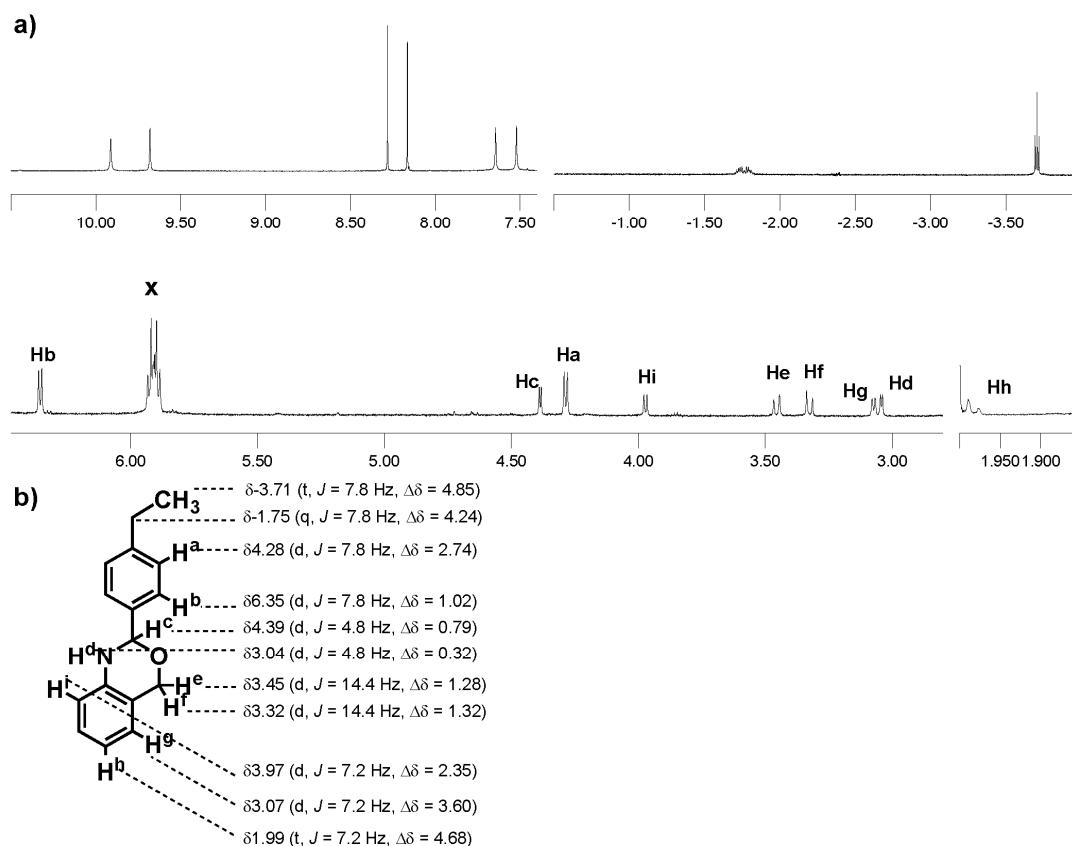 a)
10.00 9.50 9.00 8.50 8.00 7.50 -1.00 -1.50 -2.00 -2.50 -3.00 -3.50
x
Hb Hc Ha Hi He Hf Hg Hd Hh
6.00 5.00 4.50 4.00 3.50 3.00 1.950 1.900
b)
CH3 δ-3.71 (t, J = 7.8 Hz, Δδ = 4.85)
δ-1.75 (q, J = 7.8 Hz, Δδ = 4.24)
Ha δ4.28 (d, J = 7.8 Hz, Δδ = 2.74)
Hb δ6.35 (d, J = 7.8 Hz, Δδ = 1.02)
Hc δ4.39 (d, J = 4.8 Hz, Δδ = 0.79)
HdN O δ3.04 (d, J = 4.8 Hz, Δδ = 0.32)
Hi He δ3.45 (d, J = 14.4 Hz, Δδ = 1.28)
Hf δ3.32 (d, J = 14.4 Hz, Δδ = 1.32)
Hg δ3.97 (d, J = 7.2 Hz, Δδ = 2.35)
Hh δ3.07 (d, J = 7.2 Hz, Δδ = 3.60)
δ1.99 (t, J = 7.2 Hz, Δδ = 4.68)